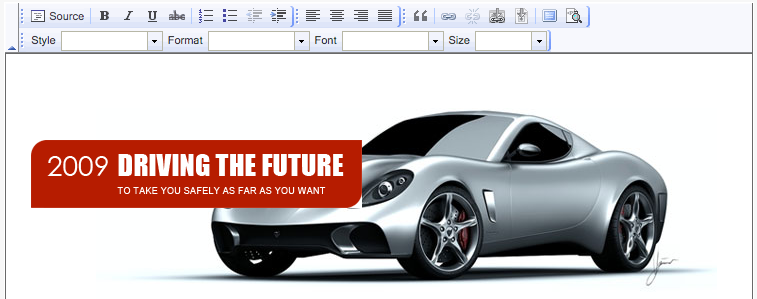 Source B I U abc
Style Format Font Size
2009 DRIVING THE FUTURE
TO TAKE YOU SAFELY AS FAR AS YOU WANT